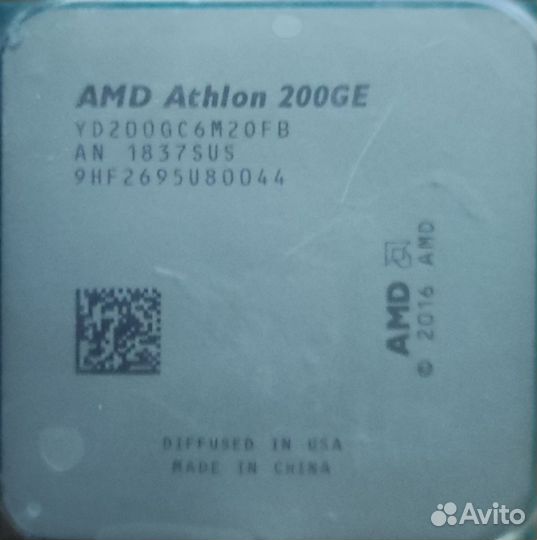 AMD Athlon 200GE
YD200GC6M2OFB
AN 1837SUS
9HF2695U80044
AMD
© 2016 AMD
DIFFUSED IN USA
MADE IN CHINA
Avito